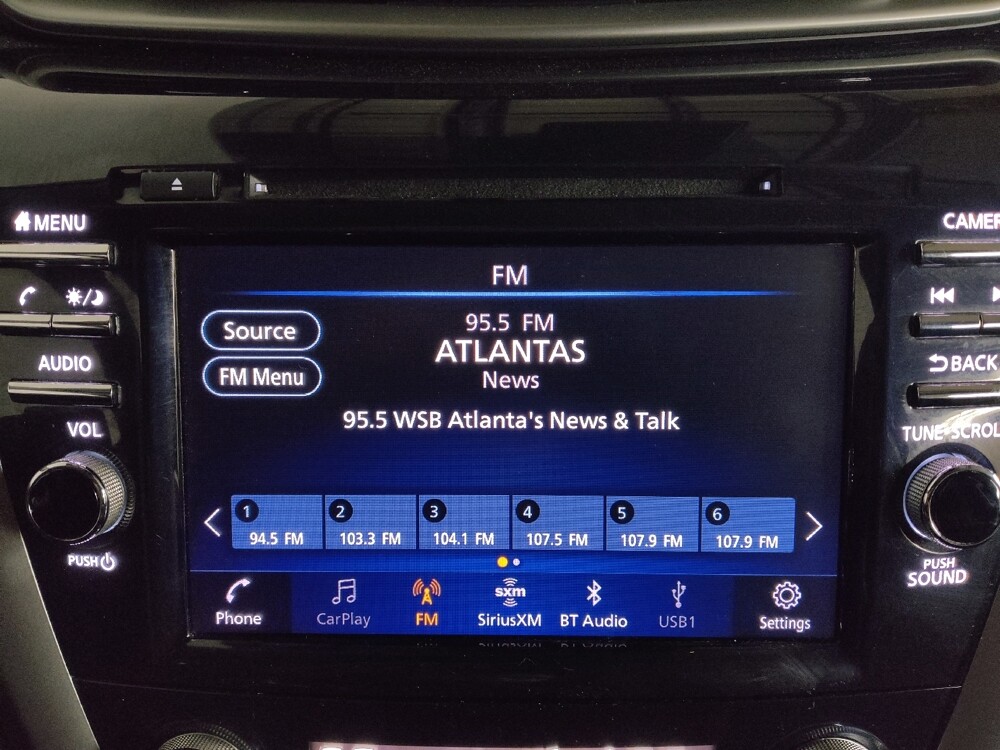 MENU
CAMER
AUDIO
BACK
VOL
TUNE·SCROL
PUSH
PUSH
SOUND
FM
Source
95.5 FM
ATLANTAS
FM Menu
News
95.5 WSB Atlanta's News & Talk
1 2 3 4 5 6
94.5 FM 103.3 FM 104.1 FM 107.5 FM 107.9 FM 107.9 FM
sxm
Phone CarPlay FM SiriusXM BT Audio USB1 Settings